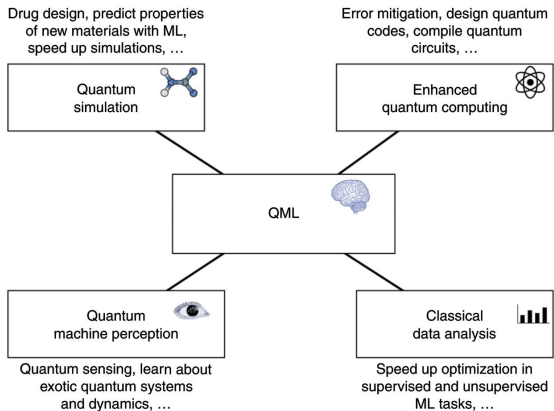 Drug design, predict properties
of new materials with ML,
speed up simulations, …
Quantum
simulation
Error mitigation, design quantum
codes, compile quantum
circuits, …
Enhanced
quantum computing
QML
Quantum
machine perception
Quantum sensing, learn about
exotic quantum systems
and dynamics, …
Classical
data analysis
Speed up optimization in
supervised and unsupervised
ML tasks, …